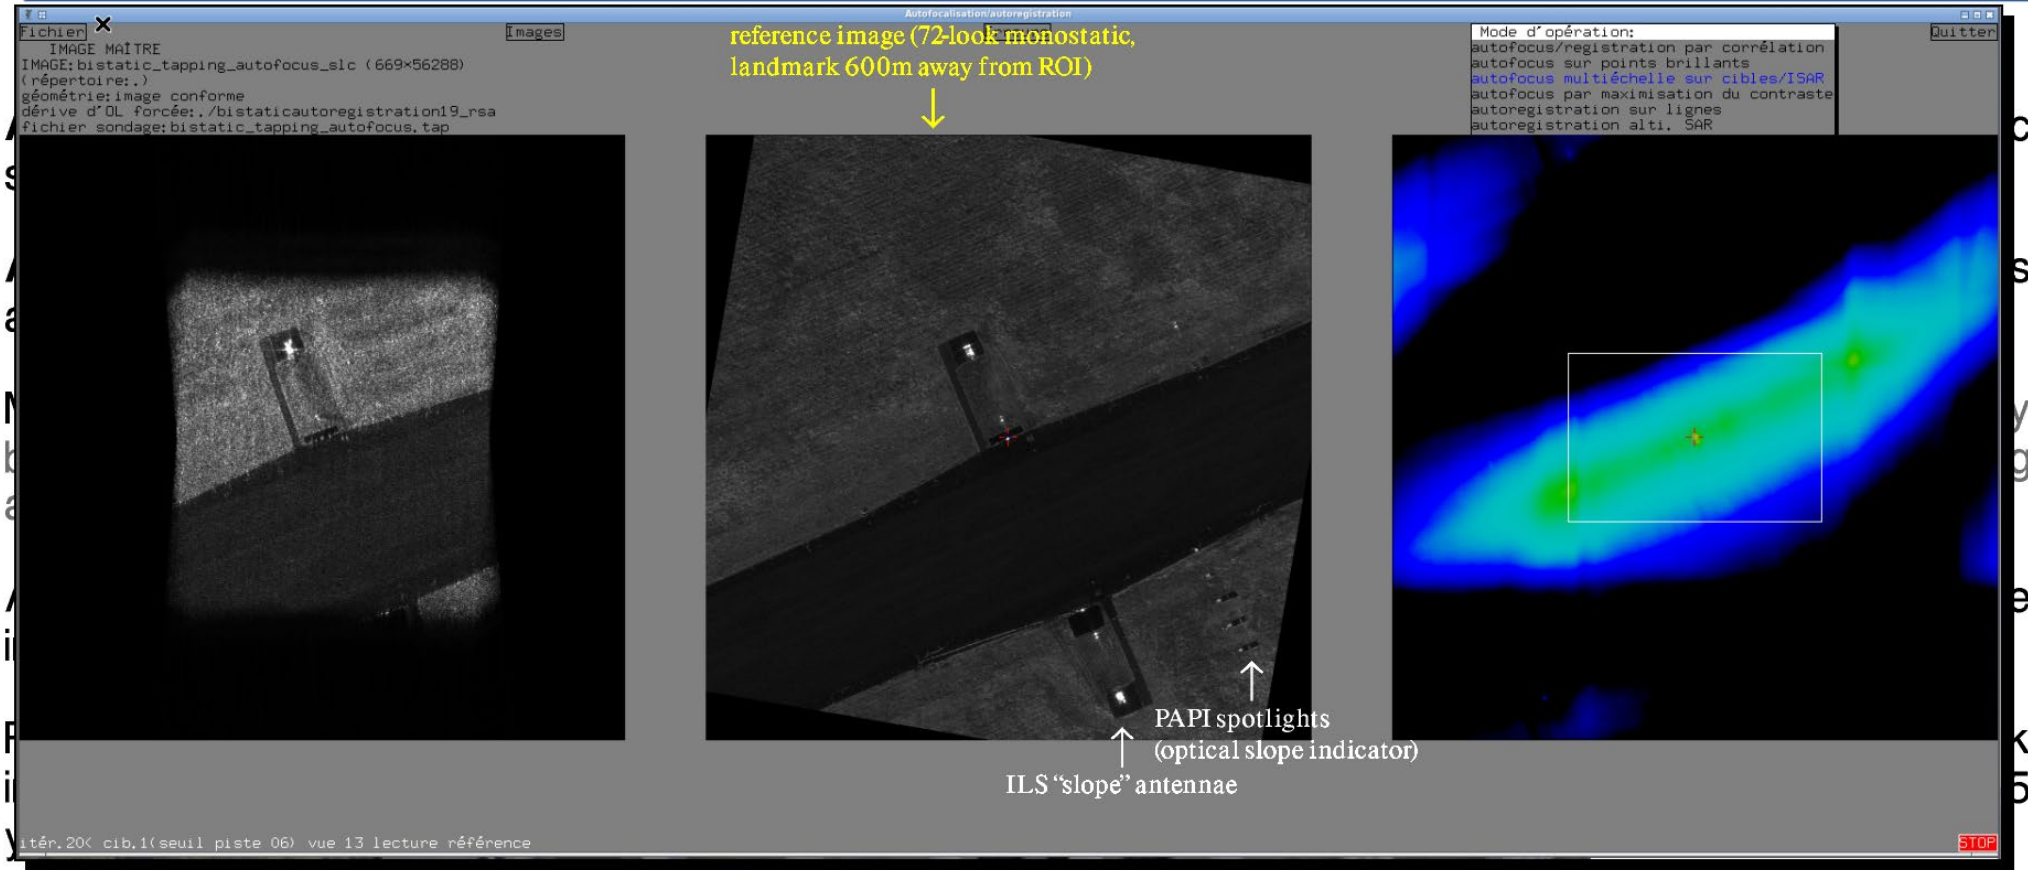 Autofocalisation/autoregistration
Fichier
Images
Quitter
IMAGE MAÎTRE
IMAGE:bistatic_tapping_autofocus_slc (669×56288)
(répertoire:.)
géométrie:image conforme
dérive d'OL forcée:./bistaticautoregistration19_rsa
fichier sondage:bistatic_tapping_autofocus.tap
reference image (72-look monostatic,
landmark 600m away from ROI)
Mode d'opération:
autofocus/registration par corrélation
autofocus sur points brillants
autofocus multiéchelle sur cibles/ISAR
autofocus par maximisation du contraste
autoregistration sur lignes
autoregistration alti. SAR
PAPI spotlights
(optical slope indicator)
ILS “slope” antennae
itér.20< cib.1(seuil piste 06) vue 13 lecture référence
STOP